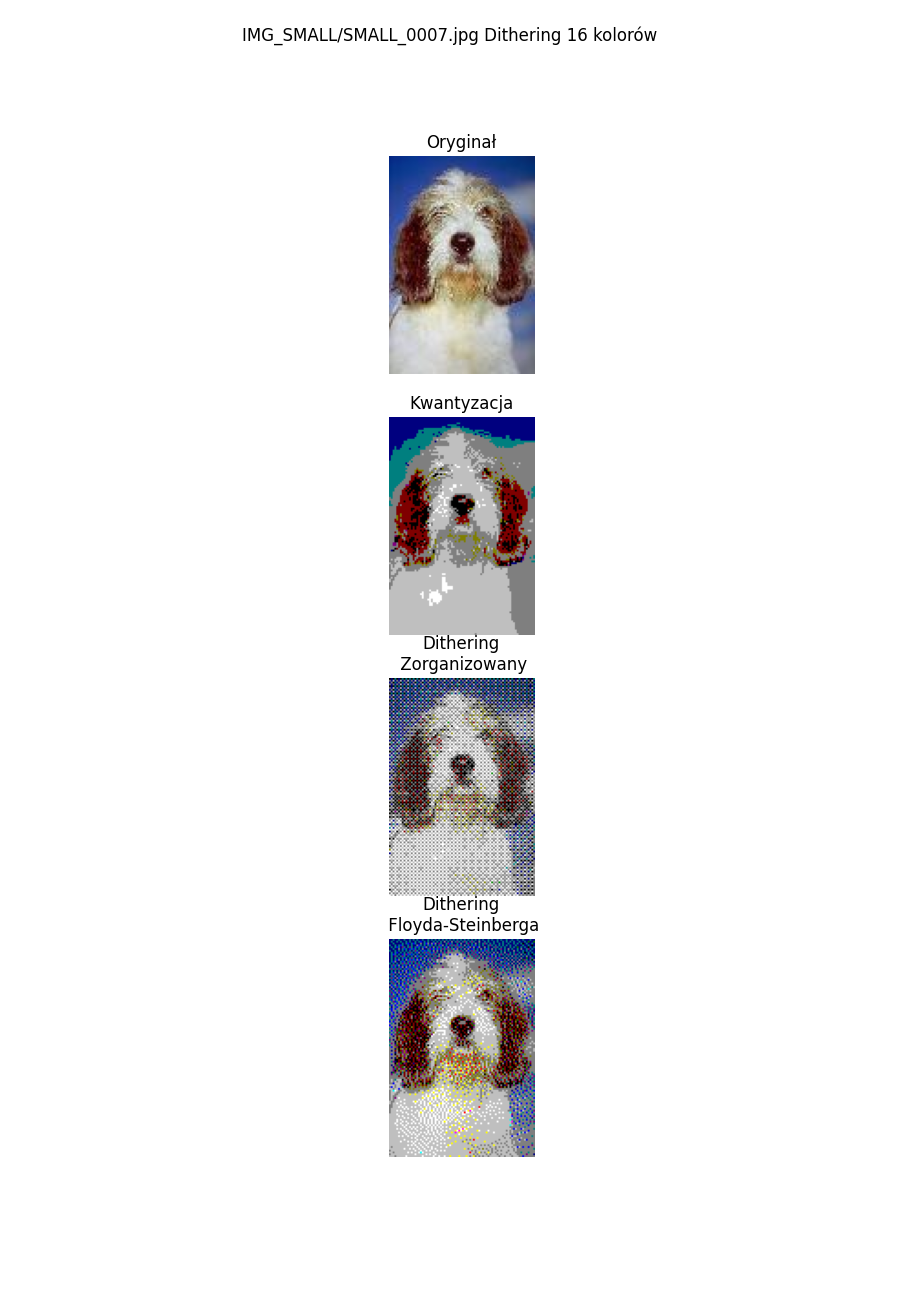 IMG_SMALL/SMALL_0007.jpg Dithering 16 kolorów
Oryginał
Kwantyzacja
Dithering
Zorganizowany
Dithering
Floyda-Steinberga